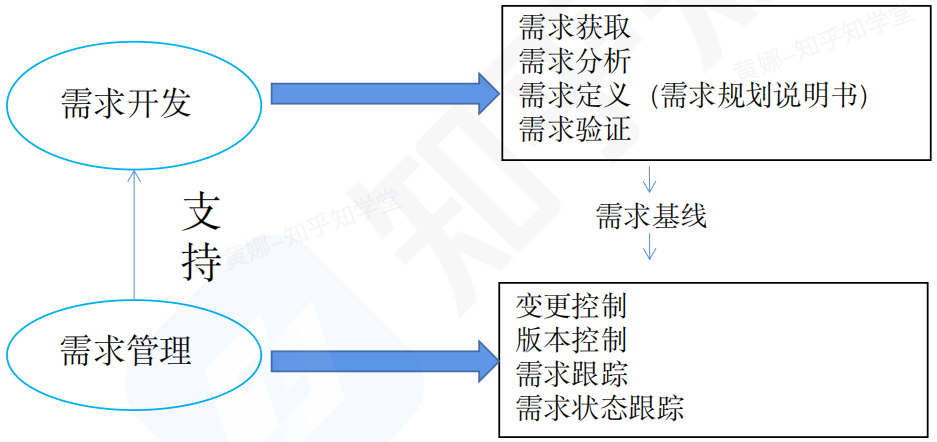 需求获取
需求分析
需求定义（需求规划说明书）
需求验证
需求开发
支
持
需求基线
需求管理
变更控制
版本控制
需求跟踪
需求状态跟踪
黄娜-知乎知学堂
黄娜-知乎知学堂
知乎